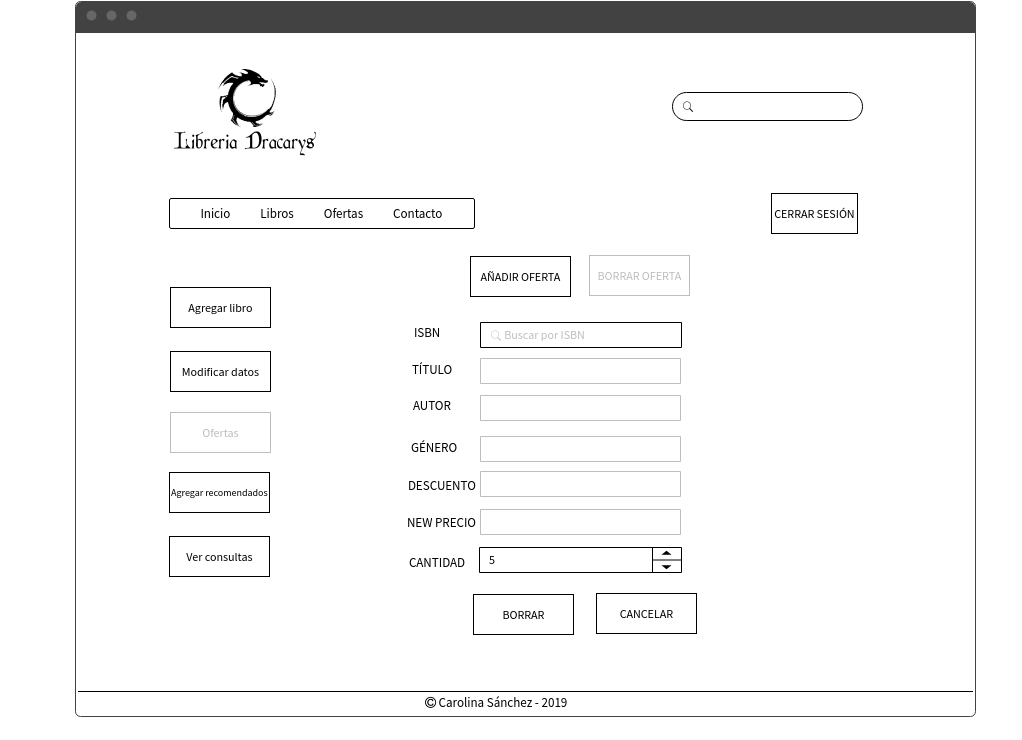 Libreria Dracarys
Inicio Libros Ofertas Contacto
CERRAR SESIÓN
AÑADIR OFERTA
BORRAR OFERTA
Agregar libro
Modificar datos
Ofertas
Agregar recomendados
Ver consultas
ISBN
Buscar por ISBN
TÍTULO
AUTOR
GÉNERO
DESCUENTO
NEW PRECIO
CANTIDAD
5
BORRAR
CANCELAR
© Carolina Sánchez - 2019